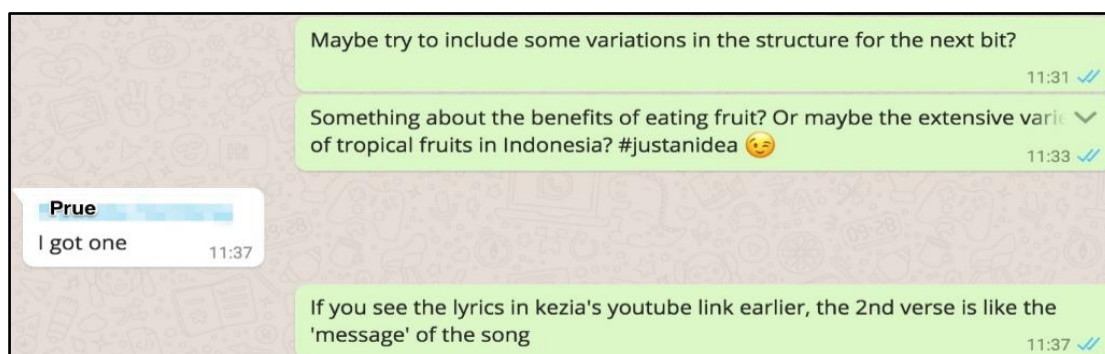 Maybe try to include some variations in the structure for the next bit?
11:31
Something about the benefits of eating fruit? Or maybe the extensive
of tropical fruits in Indonesia? #justanidea 😉
11:33
Prue
I got one
11:37
If you see the lyrics in kezia's youtube link earlier, the 2nd verse is like the
'message' of the song
11:37